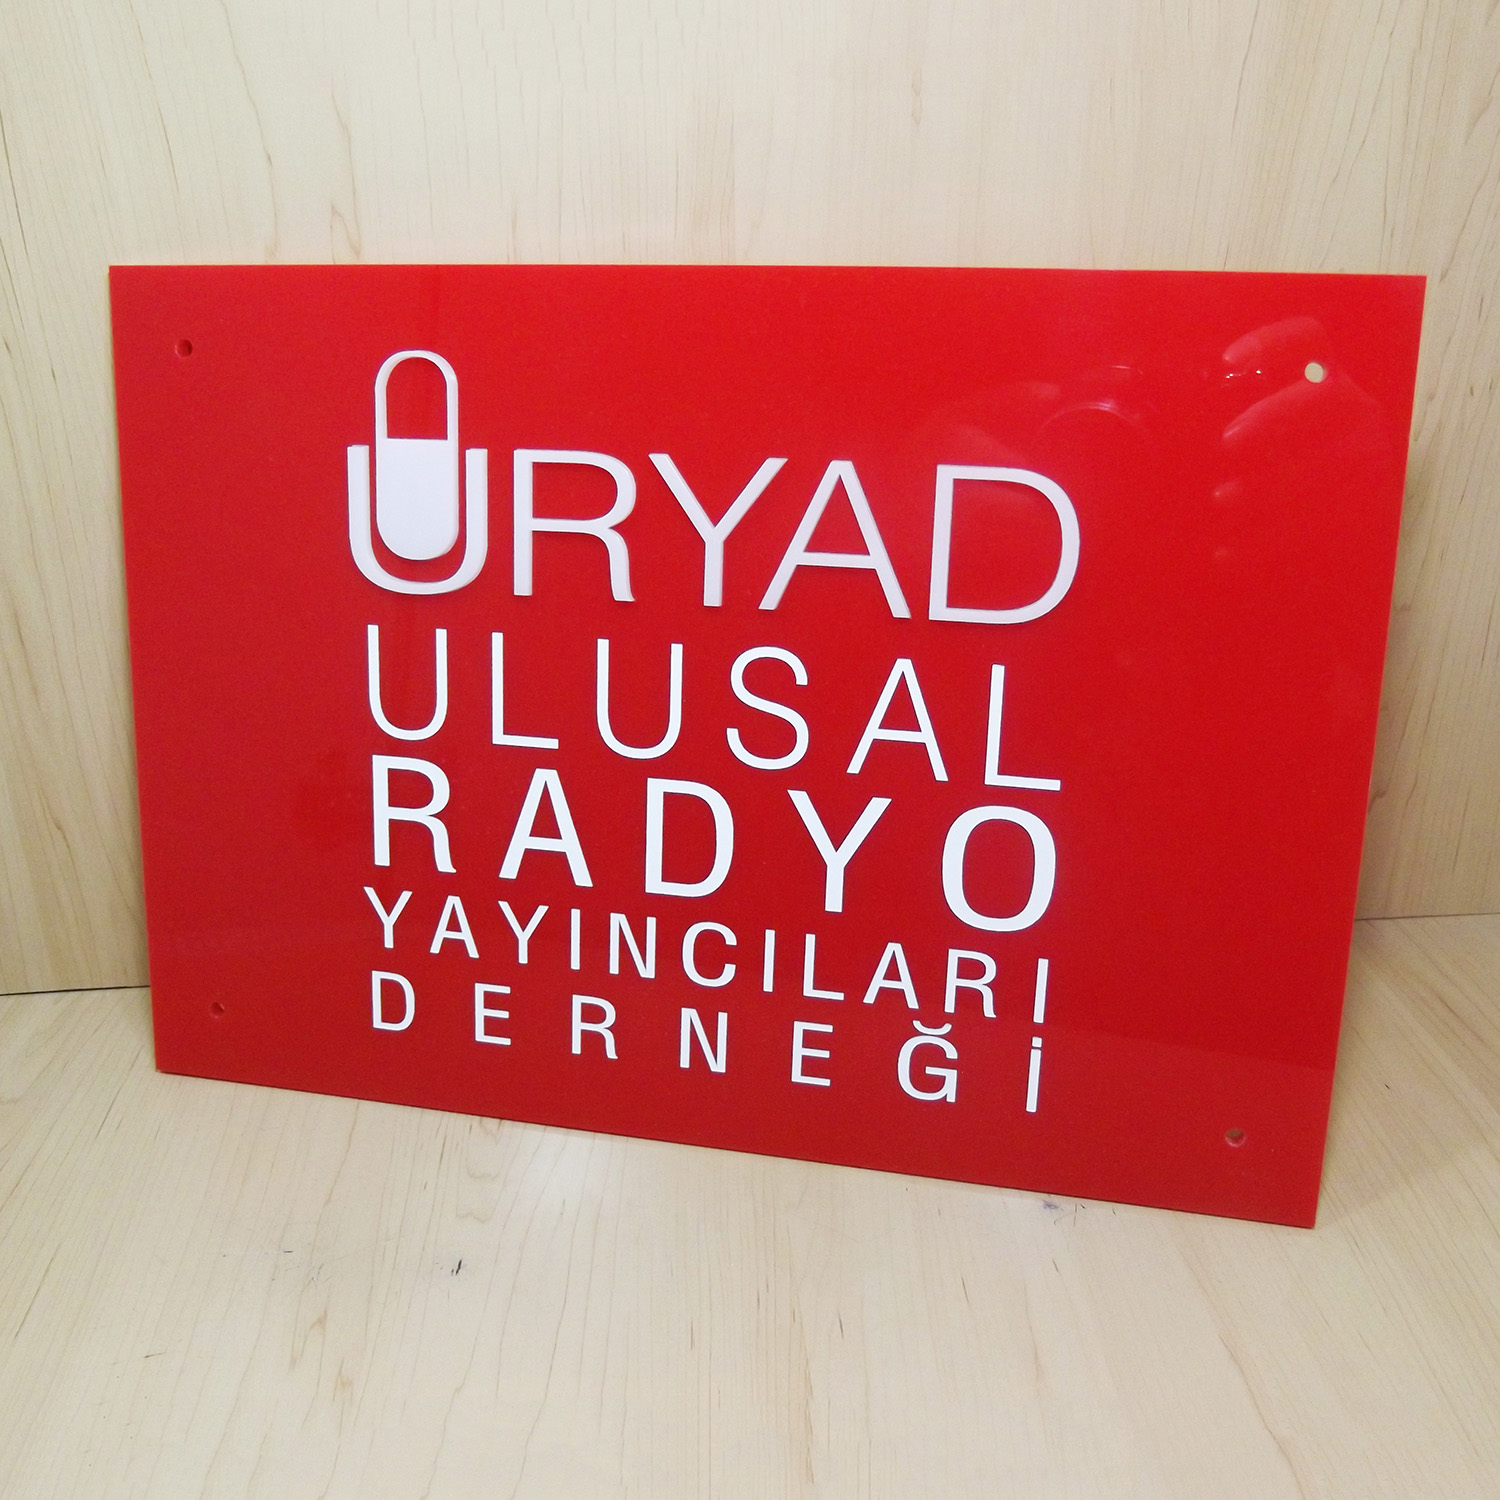 URYAD
ULUSAL
RADYO
YAYINCILARI
DERNEĞİ